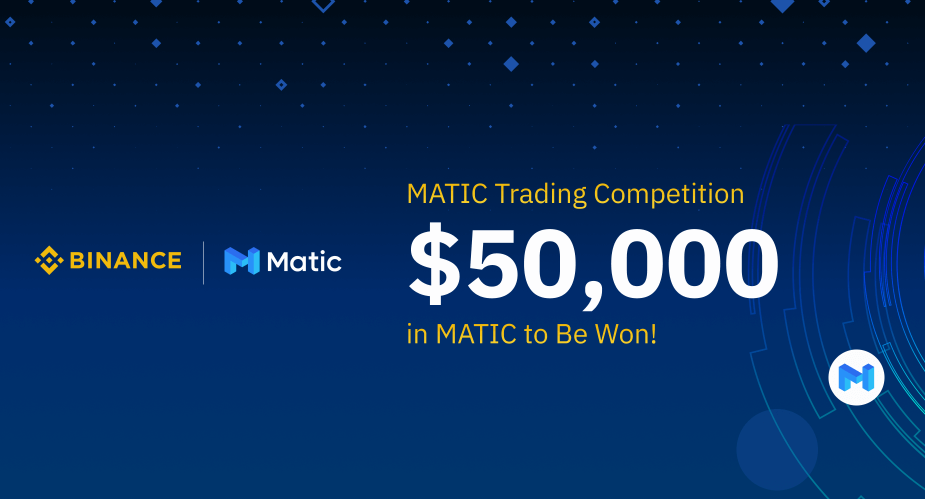 BINANCE
Matic
MATIC Trading Competition
$50,000
in MATIC to Be Won!